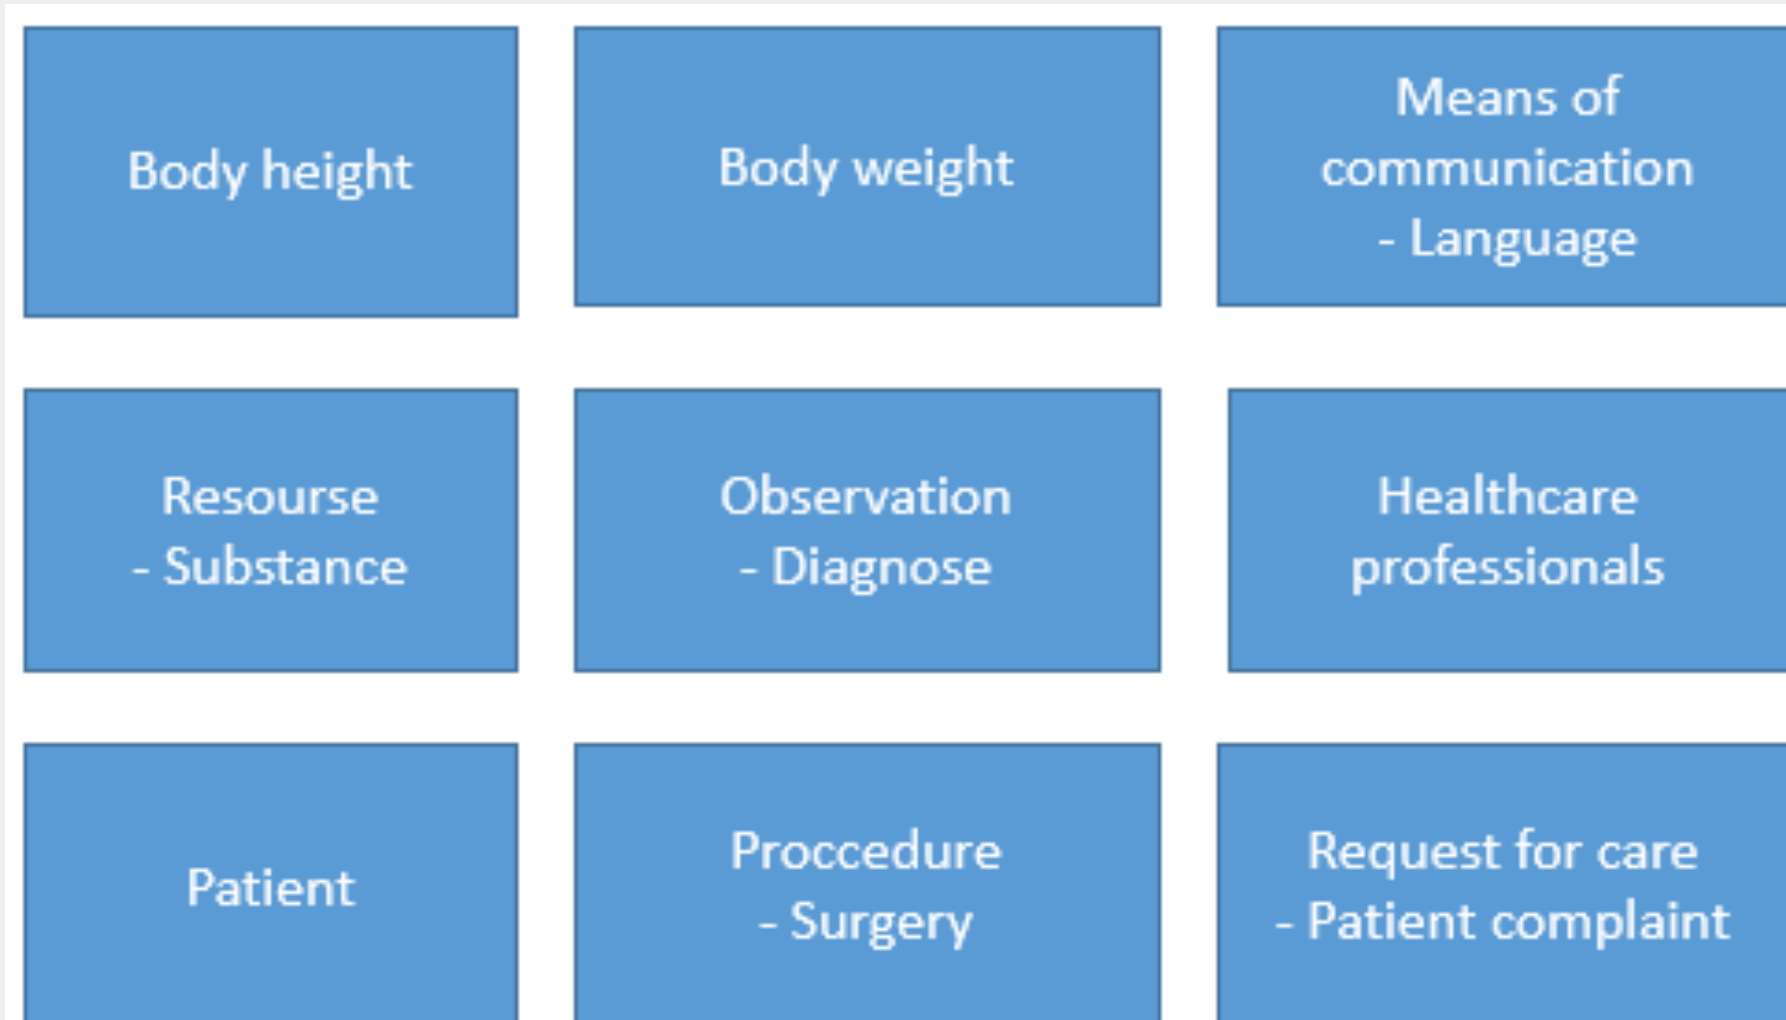 Body height
Body weight
Means of
communication
- Language
Resourse
- Substance
Observation
- Diagnose
Healthcare
professionals
Patient
Proccedure
- Surgery
Request for care
- Patient complaint